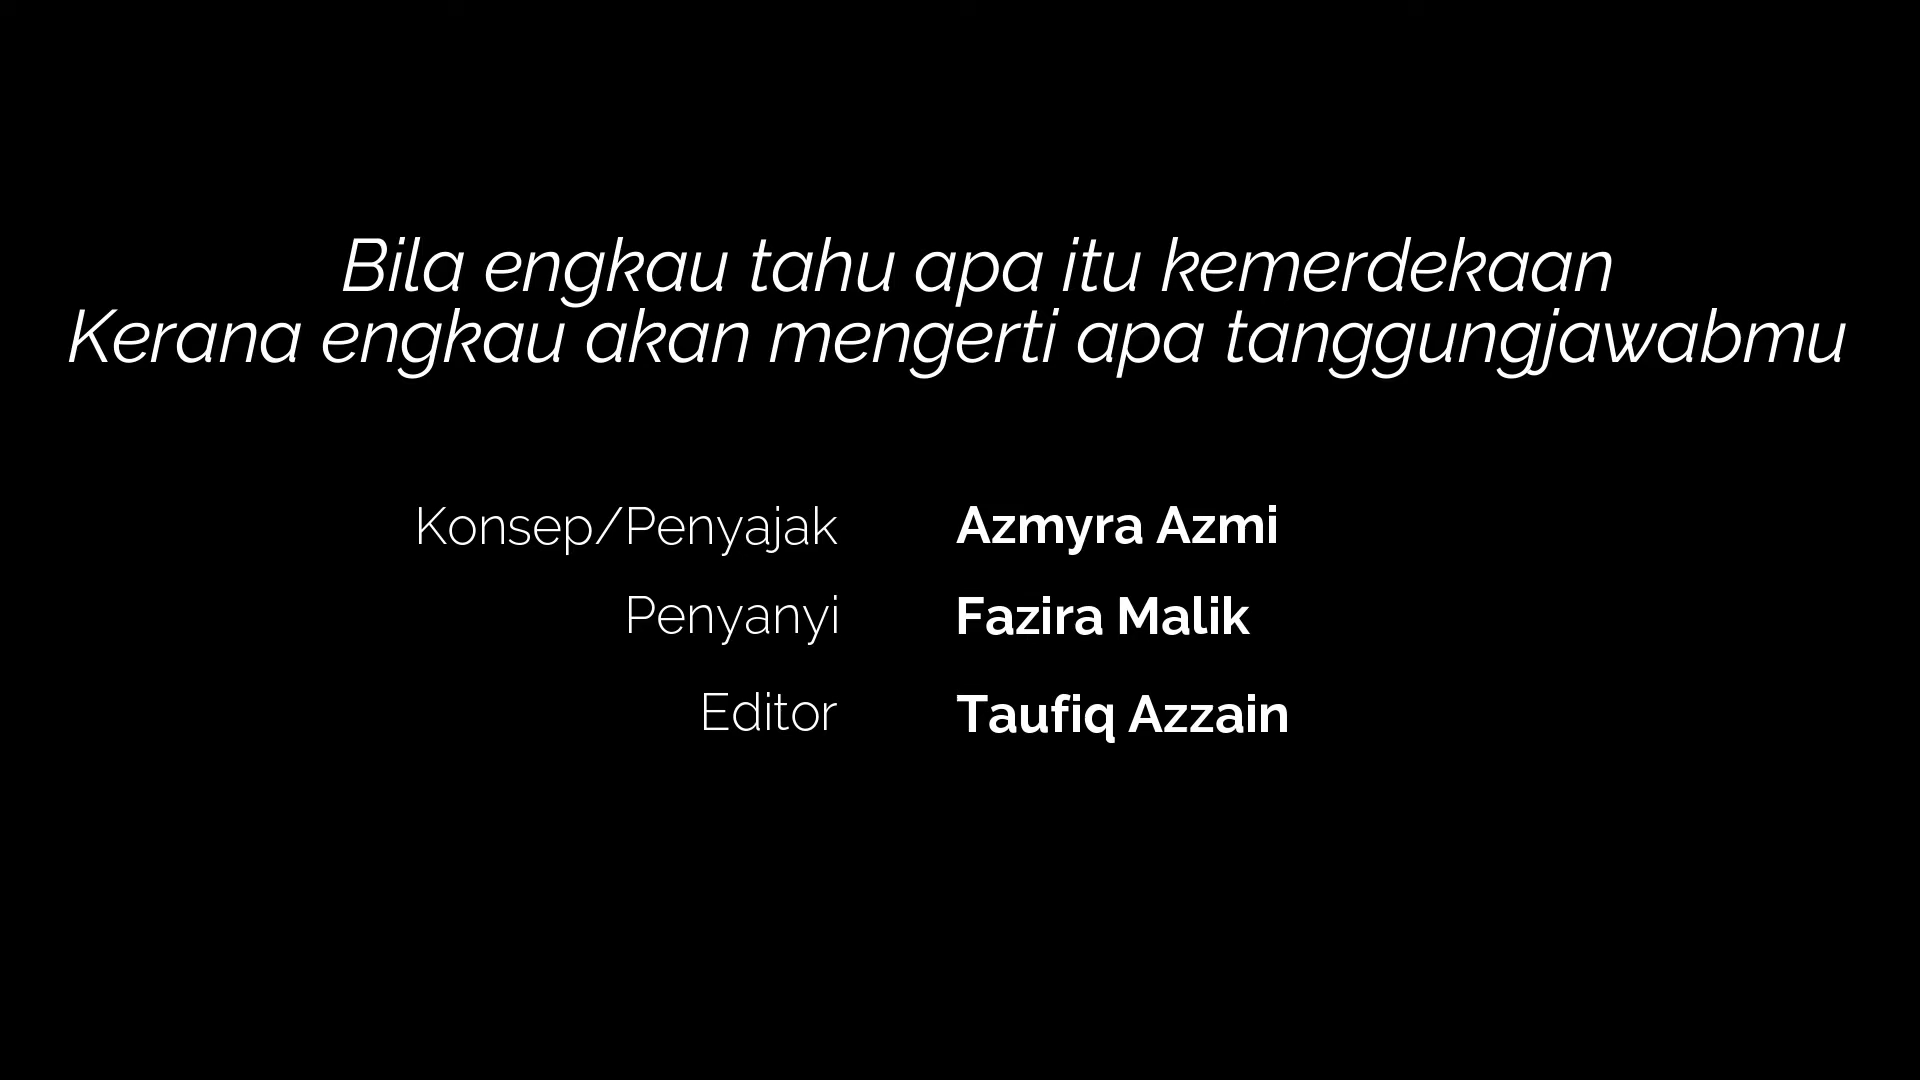 Bila engkau tahu apa itu kemerdekaan
Kerana engkau akan mengerti apa tanggungjawabmu
Konsep/Penyajak Azmyra Azmi
Penyanyi Fazira Malik
Editor Taufiq Azzain